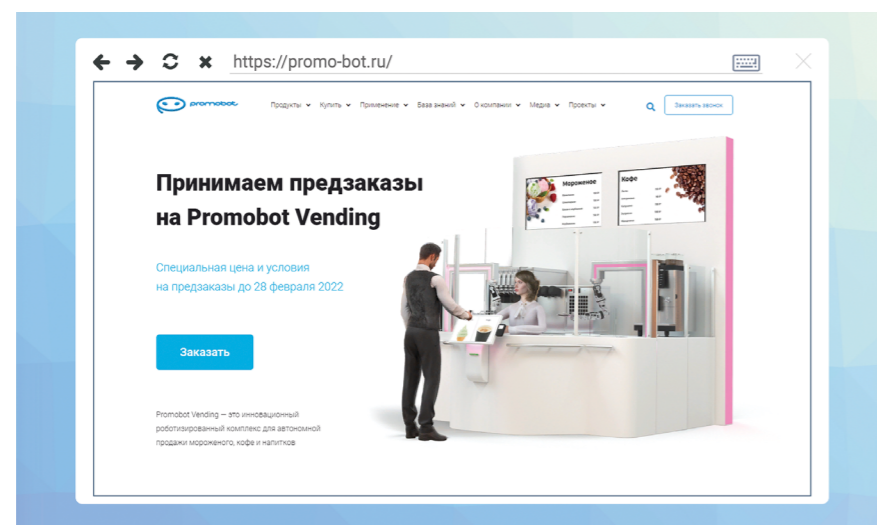 https://promo-bot.ru/
promobot
Продукты Купить Применение База знаний О компании Медиа Проекты
Заказать звонок
Принимаем предзаказы
на Promobot Vending
Мороженое
Кофе
Специальная цена и условия
на предзаказы до 28 февраля 2022
Заказать
Promobot Vending — это инновационный
роботизированный комплекс для автономной
продажи мороженого, кофе и напитков